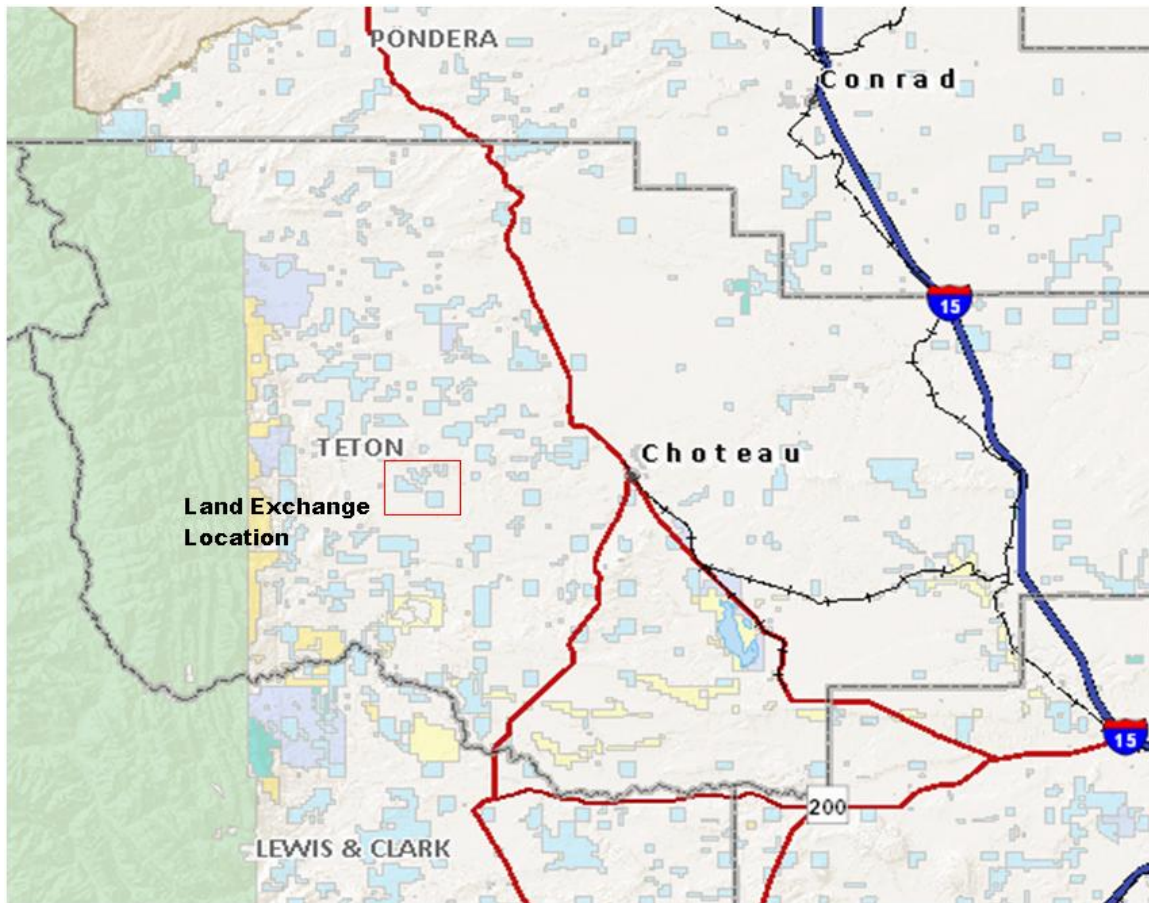 PONDERA
Conrad
15
TETON
Choteau
Land Exchange
Location
15
200
LEWIS & CLARK